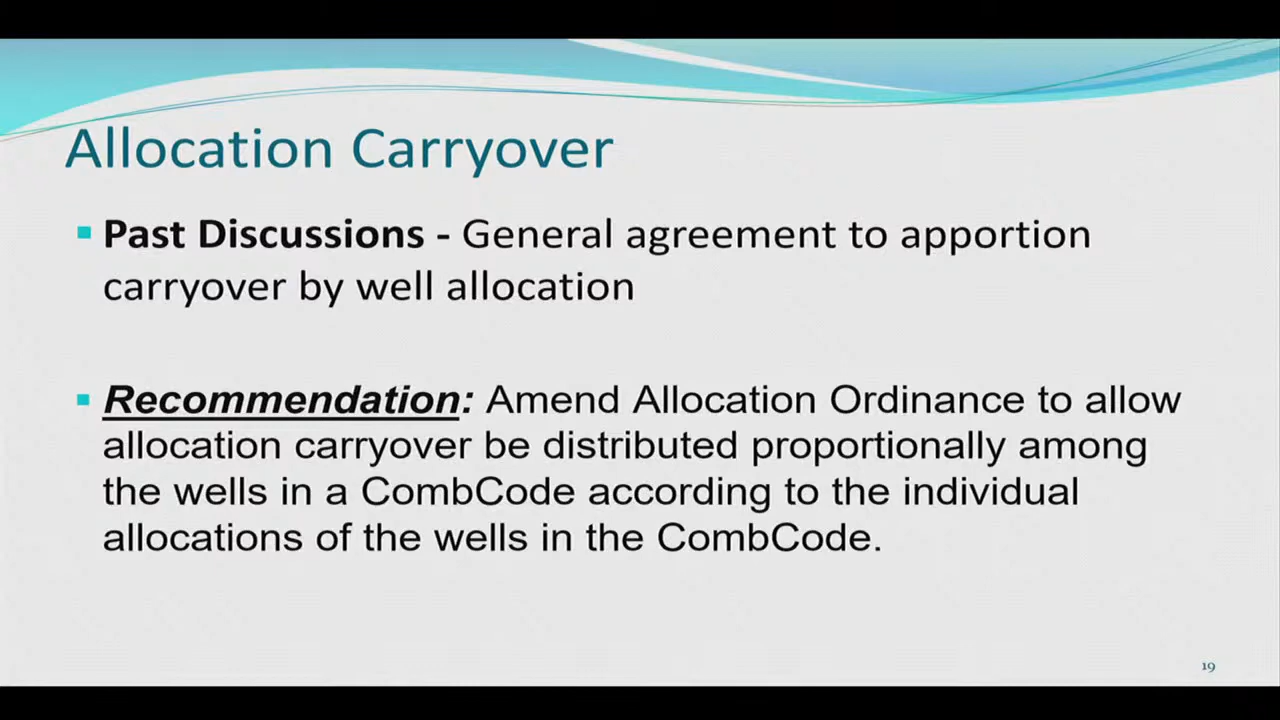 Allocation Carryover
▪ Past Discussions - General agreement to apportion
carryover by well allocation
▪ Recommendation: Amend Allocation Ordinance to allow
allocation carryover be distributed proportionally among
the wells in a CombCode according to the individual
allocations of the wells in the CombCode.
19